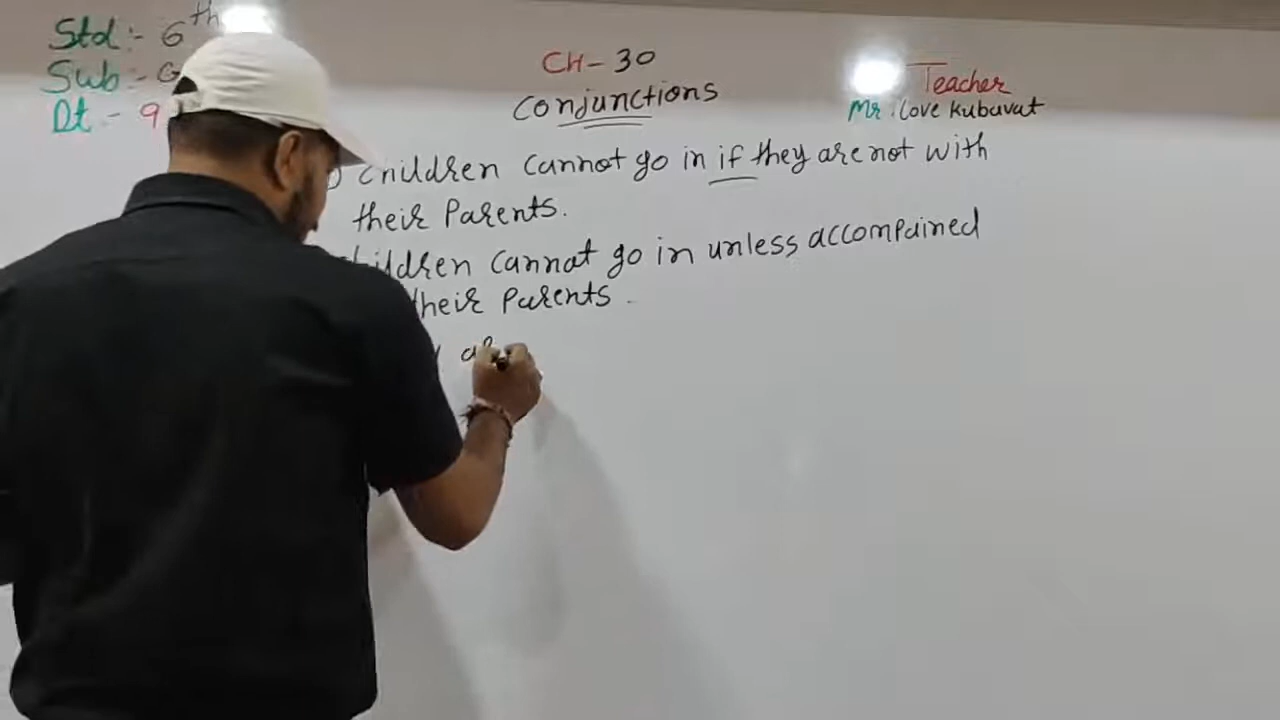 Std :- 6th
Sub :- G
Dt :- 9
CH-30
Conjunctions
Teacher
Mr. Love Kubavat
Children cannot go in if they are not with
their Parents.
children cannot go in unless accompained
their Parents.